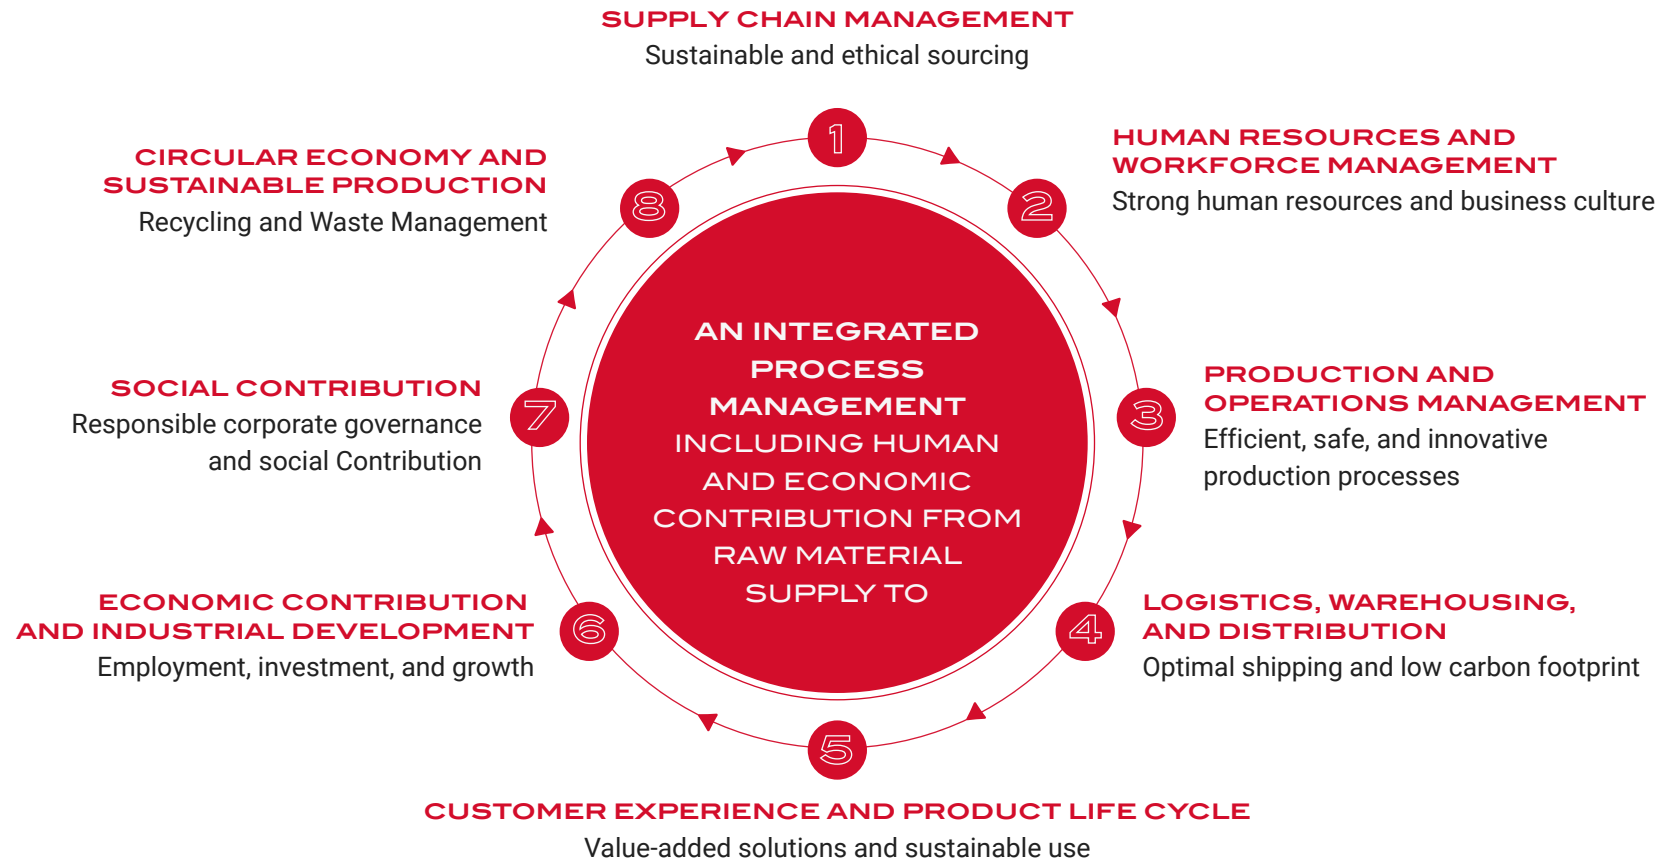 SUPPLY CHAIN MANAGEMENT
Sustainable and ethical sourcing
1
HUMAN RESOURCES AND
WORKFORCE MANAGEMENT
Strong human resources and business culture
2
PRODUCTION AND
OPERATIONS MANAGEMENT
Efficient, safe, and innovative
production processes
3
LOGISTICS, WAREHOUSING,
AND DISTRIBUTION
Optimal shipping and low carbon footprint
4
CUSTOMER EXPERIENCE AND PRODUCT LIFE CYCLE
Value-added solutions and sustainable use
5
ECONOMIC CONTRIBUTION
AND INDUSTRIAL DEVELOPMENT
Employment, investment, and growth
6
SOCIAL CONTRIBUTION
Responsible corporate governance
and social Contribution
7
CIRCULAR ECONOMY AND
SUSTAINABLE PRODUCTION
Recycling and Waste Management
8
AN INTEGRATED
PROCESS
MANAGEMENT
INCLUDING HUMAN
AND ECONOMIC
CONTRIBUTION FROM
RAW MATERIAL
SUPPLY TO